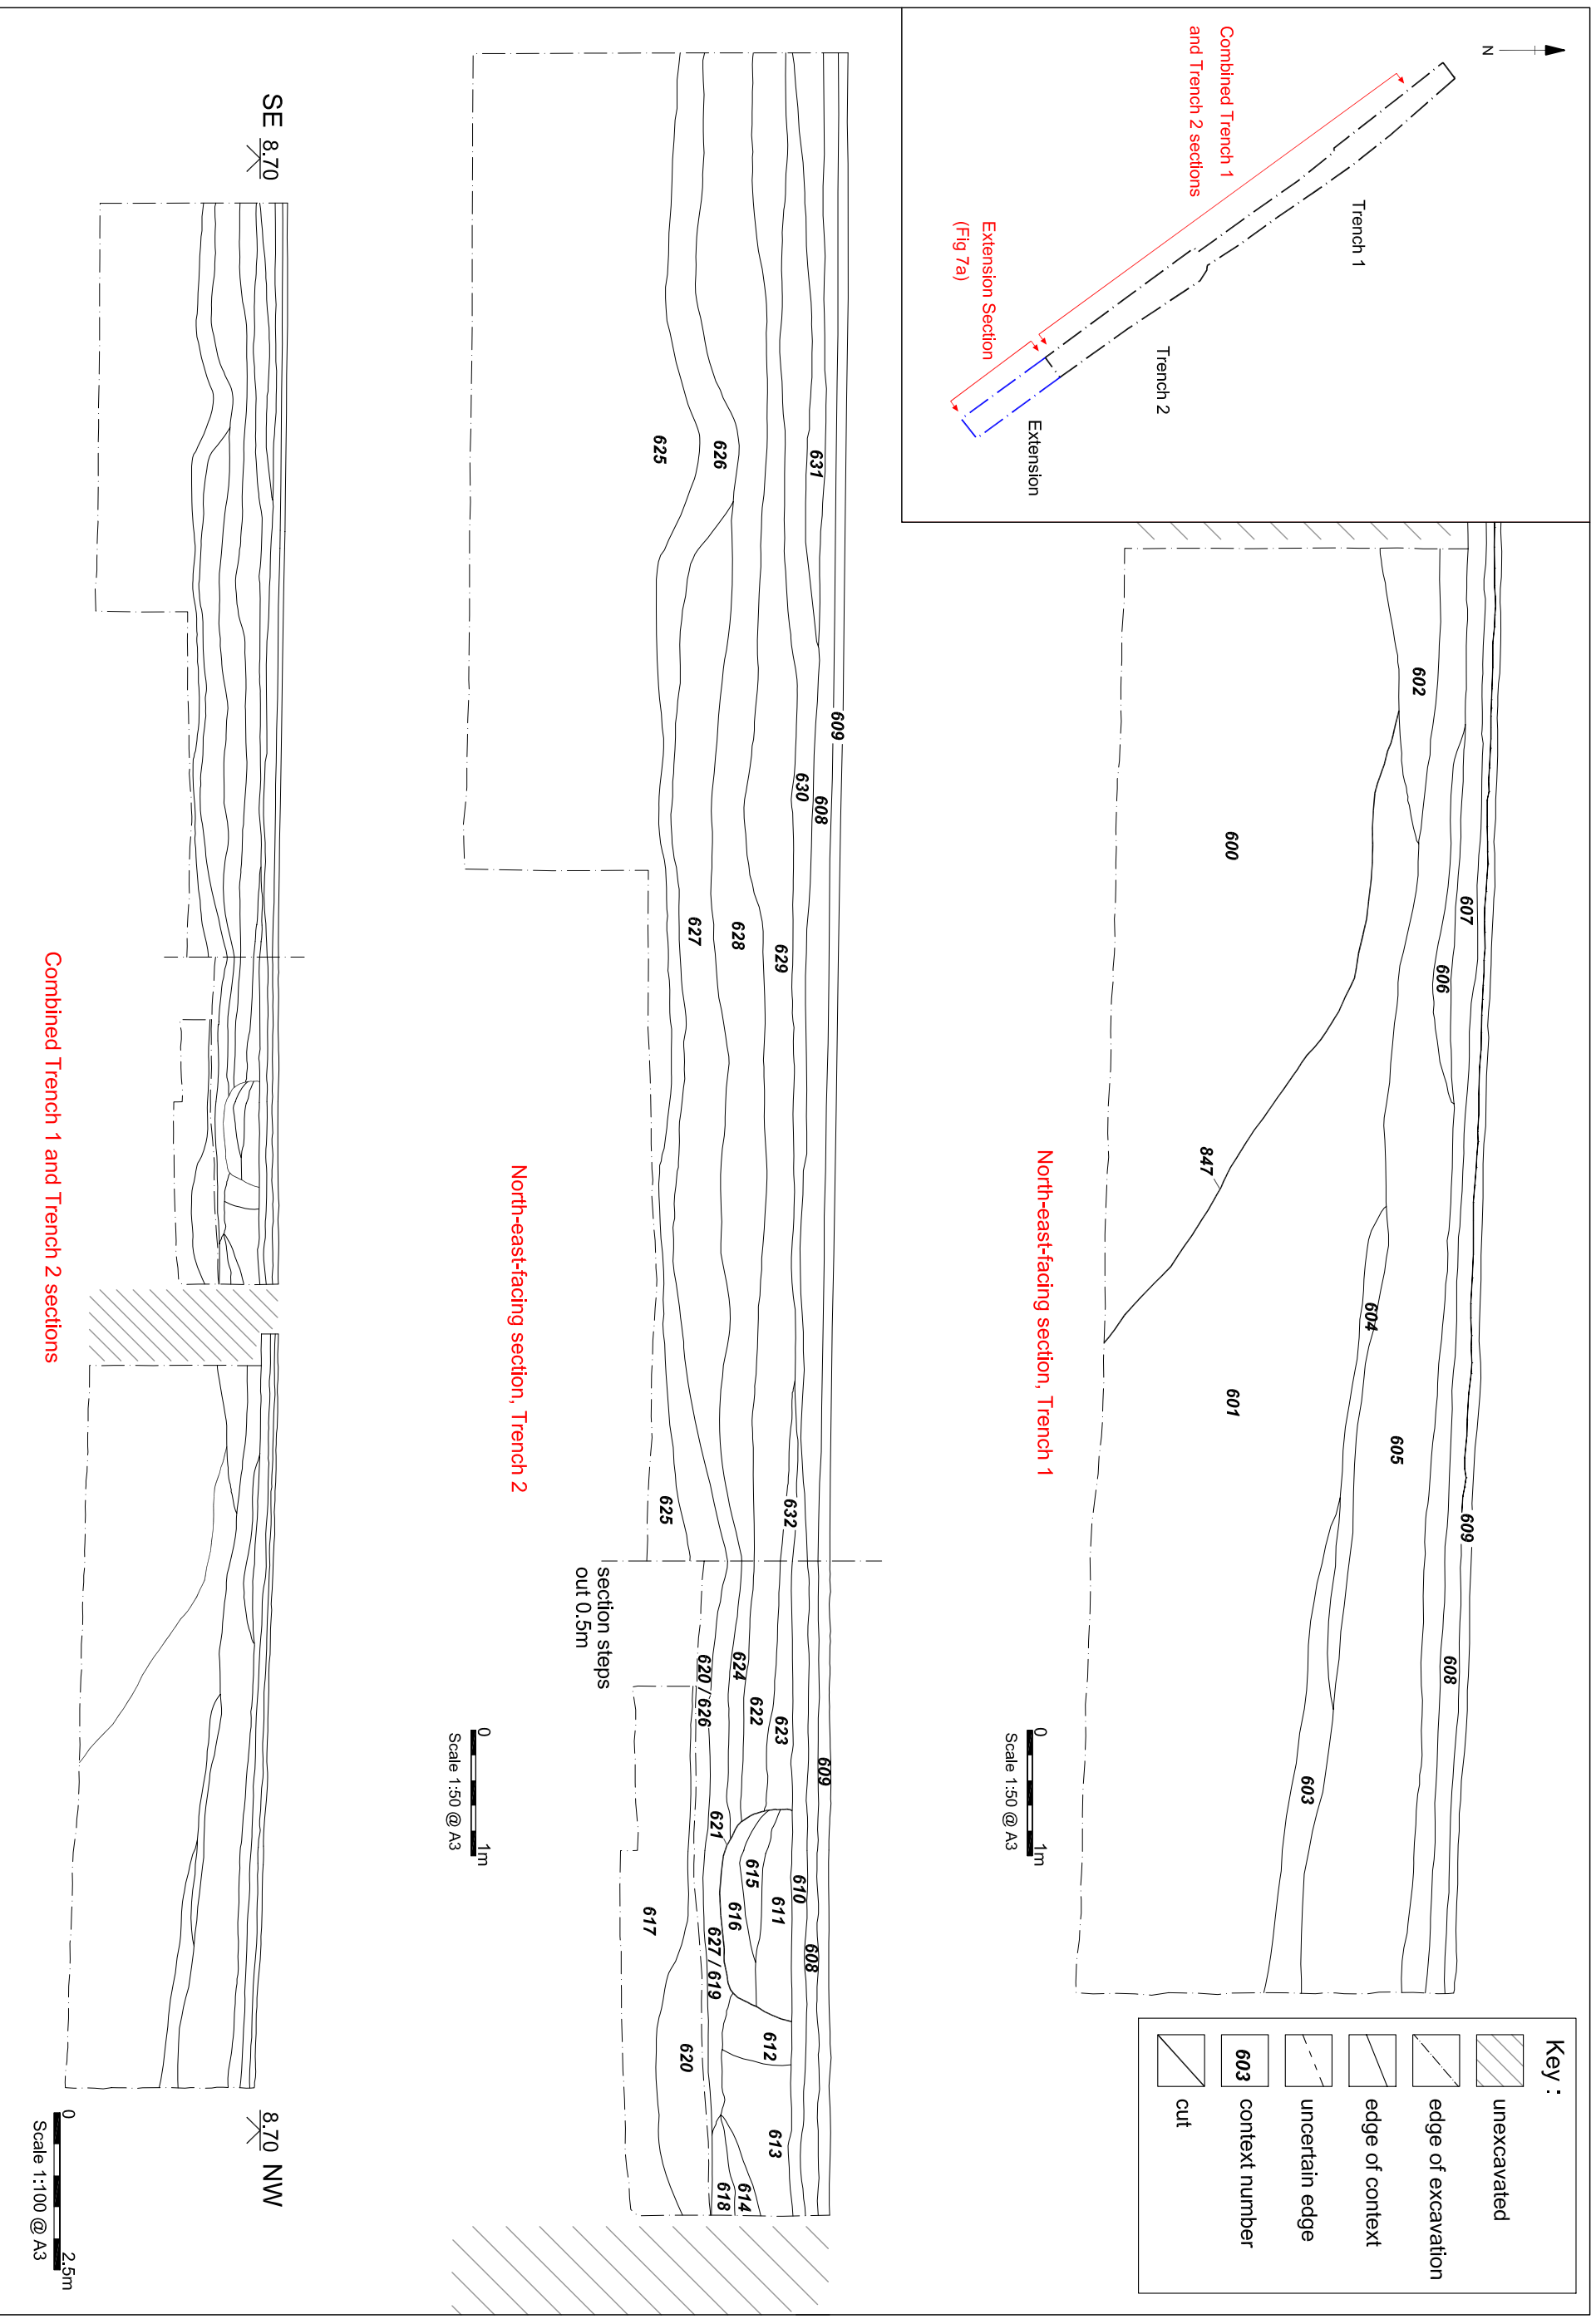 N
Combined Trench 1
and Trench 2 sections
Trench 1
Extension Section
(Fig 7a)
Trench 2
Extension
602
600
607
606
847
604
601
605
609
608
603
North-east-facing section, Trench 1
0
1m
Scale 1:50 @ A3
Key :
unexcavated
edge of excavation
edge of context
uncertain edge
603
context number
cut
631
626
625
609
630
608
627
628
629
632
625
section steps
out 0.5m
620 / 626
624
622
623
609
621
615
616
611
610
608
617
627 / 619
612
620
613
614
618
North-east-facing section, Trench 2
0
1m
Scale 1:50 @ A3
SE 8.70
8.70 NW
Combined Trench 1 and Trench 2 sections
0
2.5m
Scale 1:100 @ A3